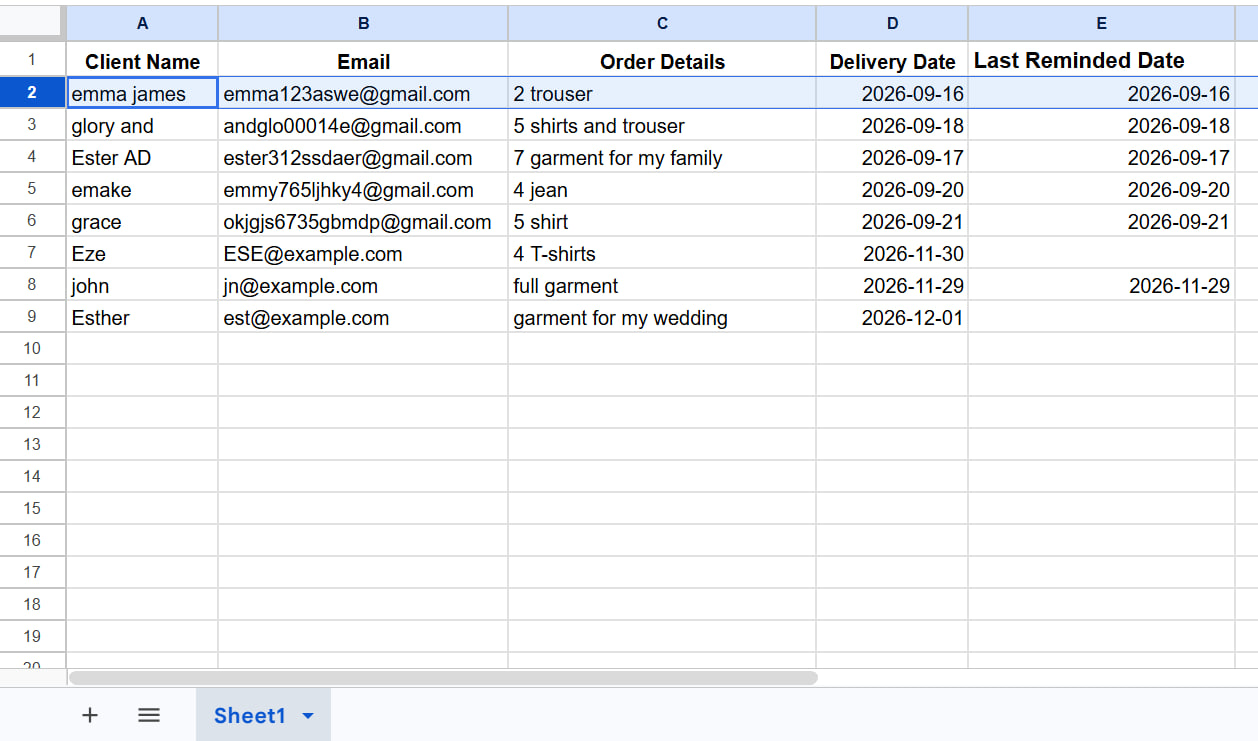 A B C D E
1 Client Name Email Order Details Delivery Date Last Reminded Date
2 emma james emma123aswe@gmail.com 2 trouser 2026-09-16 2026-09-16
3 glory and andglo00014e@gmail.com 5 shirts and trouser 2026-09-18 2026-09-18
4 Ester AD ester312ssdaer@gmail.com 7 garment for my family 2026-09-17 2026-09-17
5 emake emmy765ljhky4@gmail.com 4 jean 2026-09-20 2026-09-20
6 grace okjgjs6735gbmdp@gmail.com 5 shirt 2026-09-21 2026-09-21
7 Eze ESE@example.com 4 T-shirts 2026-11-30
8 john jn@example.com full garment 2026-11-29 2026-11-29
9 Esther est@example.com garment for my wedding 2026-12-01
10
11
12
13
14
15
16
17
18
19
20
Sheet1